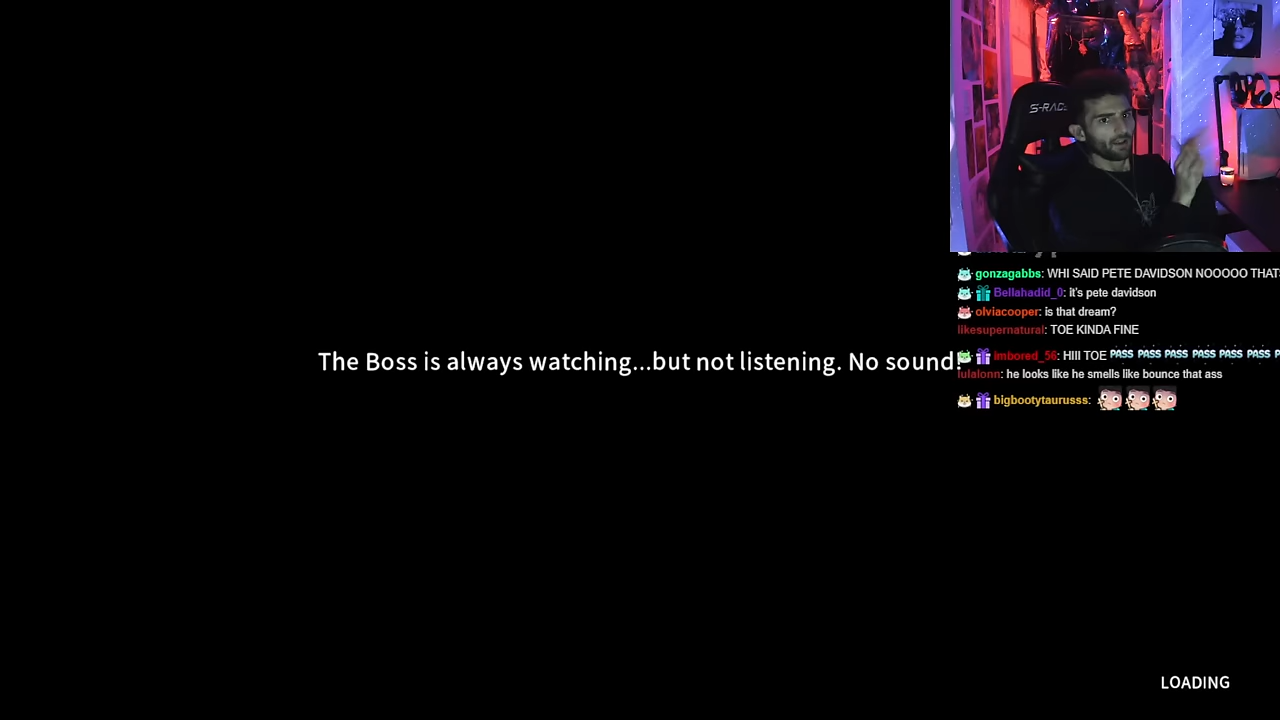 S-RAC
gonzagabbs: WHI SAID PETE DAVIDSON NOOOOO THAT
Bellahadid_0: it's pete davidson
olviacooper: is that dream?
likesupernatural: TOE KINDA FINE
imbored_56: HIII TOE PASS PASS PASS PASS PASS PASS P
The Boss is always watching...but not listening. No sound.
lulalonn: he looks like he smells like bounce that ass
bigbootytaurusss:
LOADING